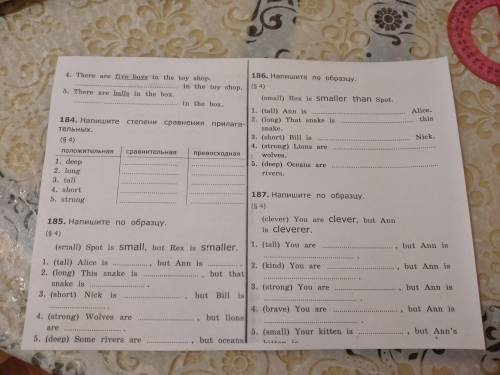 4. There are five boys in the toy shop.
.................................... in the toy shop.
5. There are balls in the box.
.................................... in the box.
184. Напишите степени сравнения прилага-
тельных.
(§ 4)
положительная сравнительная превосходная
1. deep .................... ....................
2. long .................... ....................
3. tall .................... ....................
4. short .................... ....................
5. strong .................... ....................
185. Напишите по образцу.
(§ 4)
(small) Spot is small, but Rex is smaller.
1. (tall) Alice is ............ , but Ann is ............ .
2. (long) This snake is ............ , but that
snake is ............ .
3. (short) Nick is ............ , but Bill is
............ .
4. (strong) Wolves are ............ , but lions
are ............ .
5. (deep) Some rivers are ............ , but oceans
186. Напишите по образцу.
(§ 4)
(small) Rex is smaller than Spot.
1. (tall) Ann is .................... Alice.
2. (long) That snake is .................... this
snake.
3. (short) Bill is .................... Nick.
4. (strong) Lions are ....................
wolves.
5. (deep) Oceans are ....................
rivers.
187. Напишите по образцу.
(§ 4)
(clever) You are clever, but Ann
is cleverer.
1. (tall) You are ............ , but Ann is
............ .
2. (kind) You are ............ , but Ann is
............ .
3. (strong) You are ............ , but Ann is
............ .
4. (brave) You are ............ , but Ann is
............ .
5. (small) Your kitten is ............ , but Ann's
kitten is